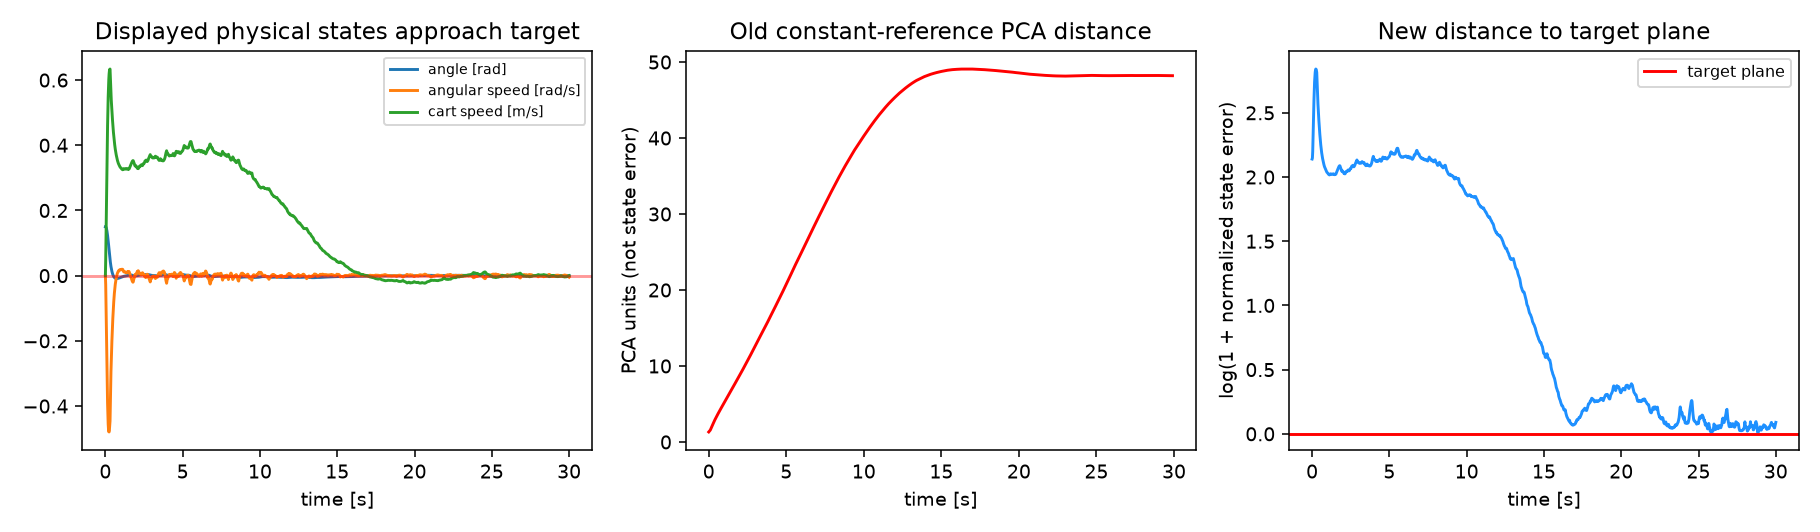 Displayed physical states approach target
angle [rad]
angular speed [rad/s]
cart speed [m/s]
0.6
0.4
0.2
0.0
−0.2
−0.4
0 5 10 15 20 25 30
time [s]
Old constant-reference PCA distance
PCA units (not state error)
50
40
30
20
10
0
0 5 10 15 20 25 30
time [s]
New distance to target plane
target plane
log(1 + normalized state error)
2.5
2.0
1.5
1.0
0.5
0.0
0 5 10 15 20 25 30
time [s]